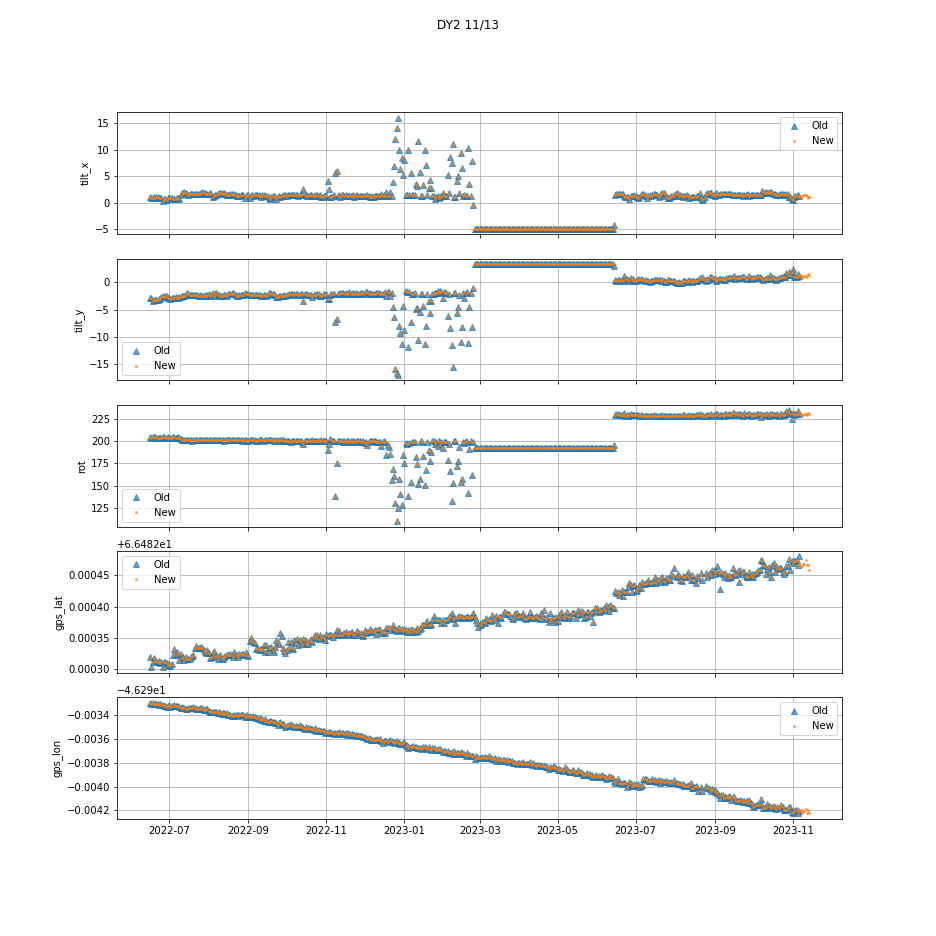 DY2 11/13
tilt_x
15
10
5
0
−5
Old
New
tilt_y
0
−5
−10
−15
Old
New
rot
225
200
175
150
125
Old
New
+6.6482e1
gps_lat
0.00045
0.00040
0.00035
0.00030
Old
New
−4.629e1
gps_lon
−0.0034
−0.0036
−0.0038
−0.0040
−0.0042
Old
New
2022-07 2022-09 2022-11 2023-01 2023-03 2023-05 2023-07 2023-09 2023-11